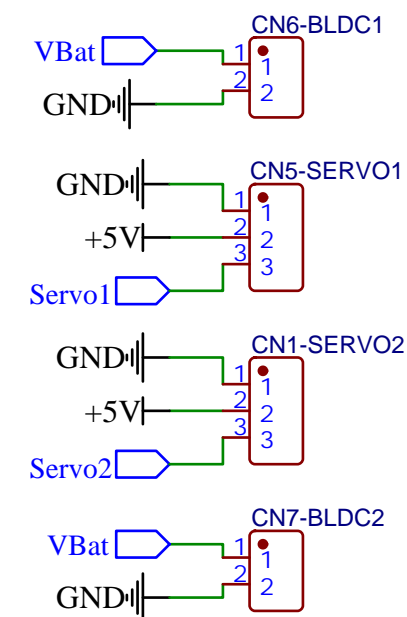 CN6-BLDC1
VBat 1 1
GND 2 2
CN5-SERVO1
GND 1 1
+5V 2 2
Servo1 3 3
CN1-SERVO2
GND 1 1
+5V 2 2
Servo2 3 3
CN7-BLDC2
VBat 1 1
GND 2 2